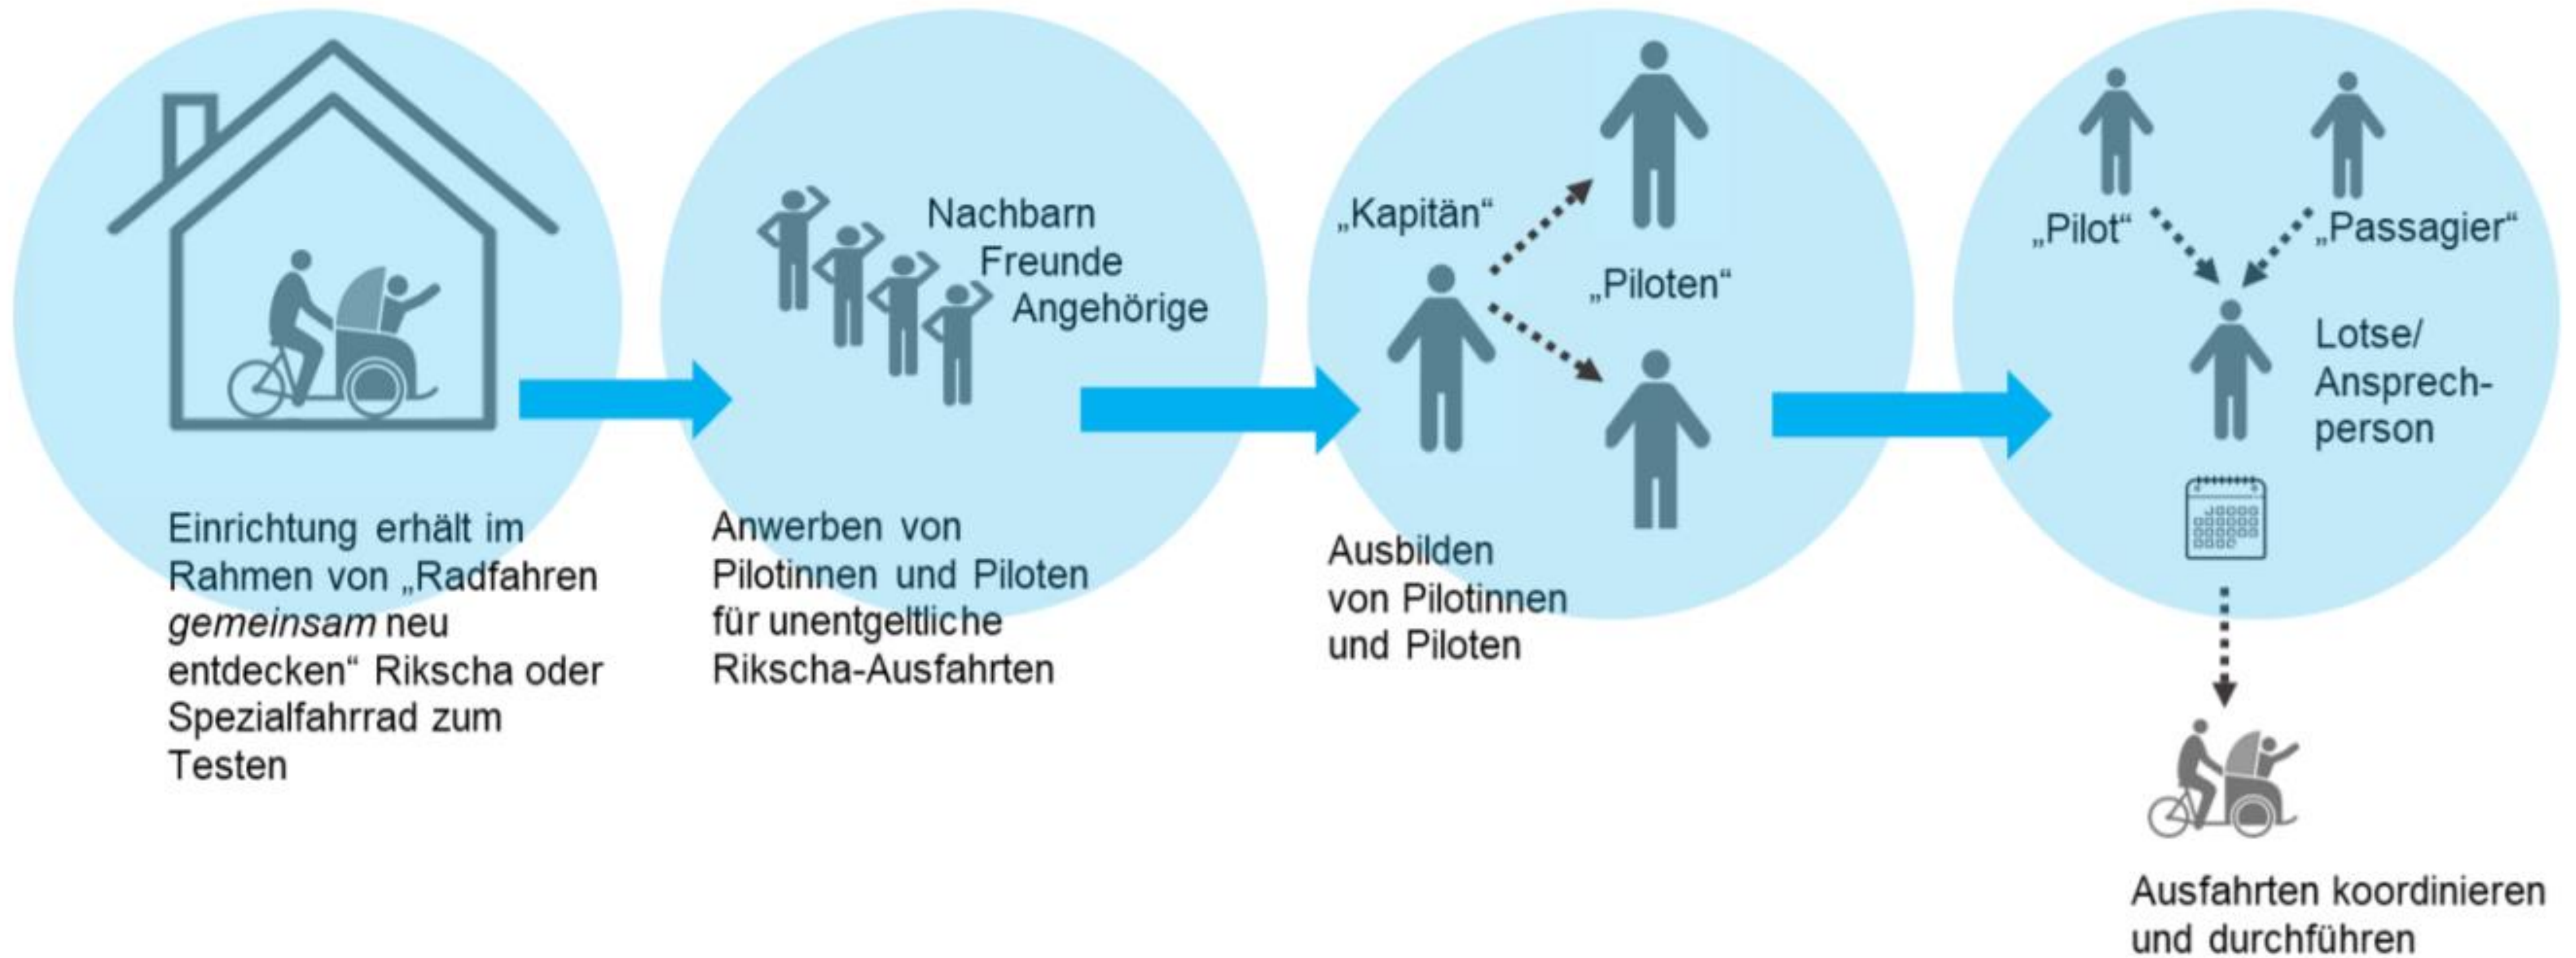 Einrichtung erhält im
Rahmen von „Radfahren
gemeinsam neu
entdecken“ Rikscha oder
Spezialfahrrad zum
Testen
Nachbarn
Freunde
Angehörige
Anwerben von
Pilotinnen und Piloten
für unentgeltliche
Rikscha-Ausfahrten
„Kapitän“
„Piloten“
Ausbilden
von Pilotinnen
und Piloten
„Pilot“
„Passagier“
Lotse/
Ansprech-
person
Ausfahrten koordinieren
und durchführen